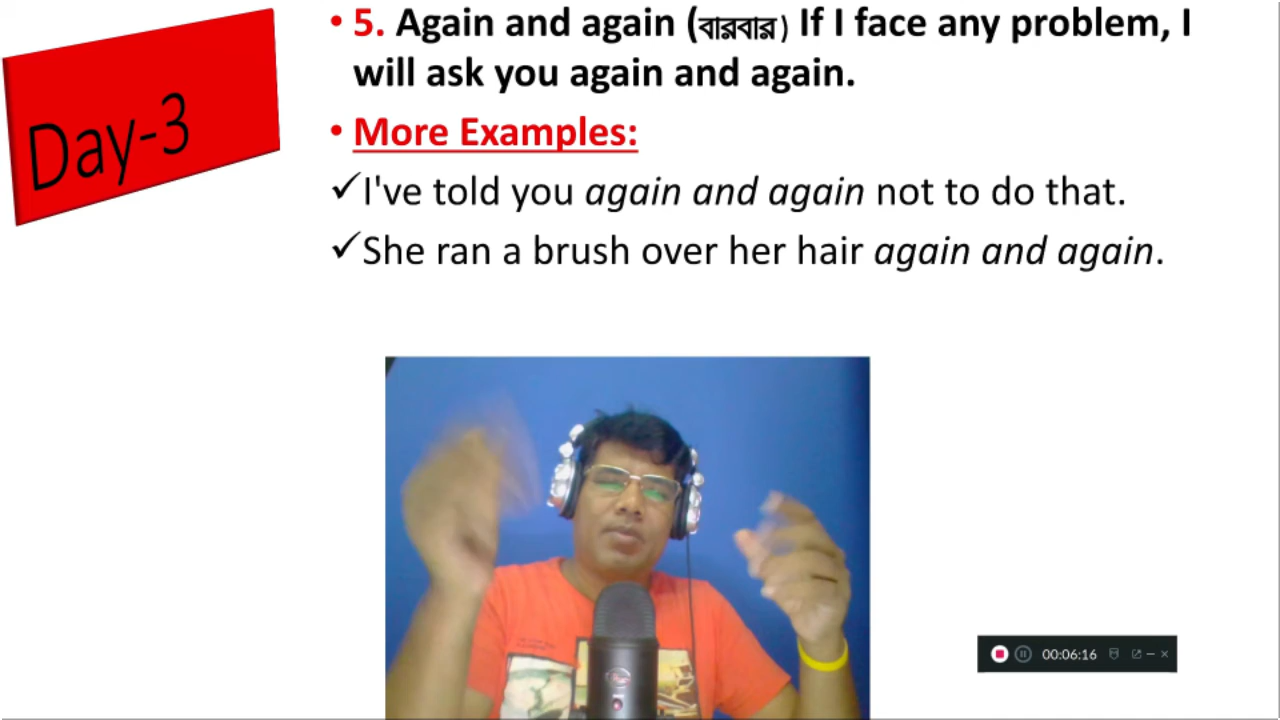 Day-3
• 5. Again and again (বারবার) If I face any problem, I
will ask you again and again.
• More Examples:
✓I've told you again and again not to do that.
✓She ran a brush over her hair again and again.
00:06:16